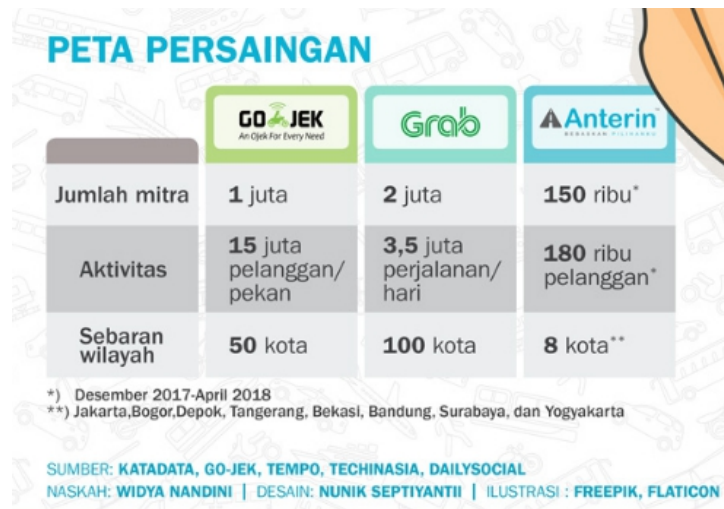 PETA PERSAINGAN
GO-JEK
An Ojek For Every Need
Grab
Anterin™
BEBASKAN PILIHANMU
Jumlah mitra 1 juta 2 juta 150 ribu*
Aktivitas 15 juta pelanggan/pekan 3,5 juta perjalanan/hari 180 ribu pelanggan*
Sebaran wilayah 50 kota 100 kota 8 kota**
*) Desember 2017-April 2018
**) Jakarta,Bogor,Depok, Tangerang, Bekasi, Bandung, Surabaya, dan Yogyakarta
SUMBER: KATADATA, GO-JEK, TEMPO, TECHINASIA, DAILYSOCIAL
NASKAH: WIDYA NANDINI | DESAIN: NUNIK SEPTIYANTII | ILUSTRASI : FREEPIK, FLATICON